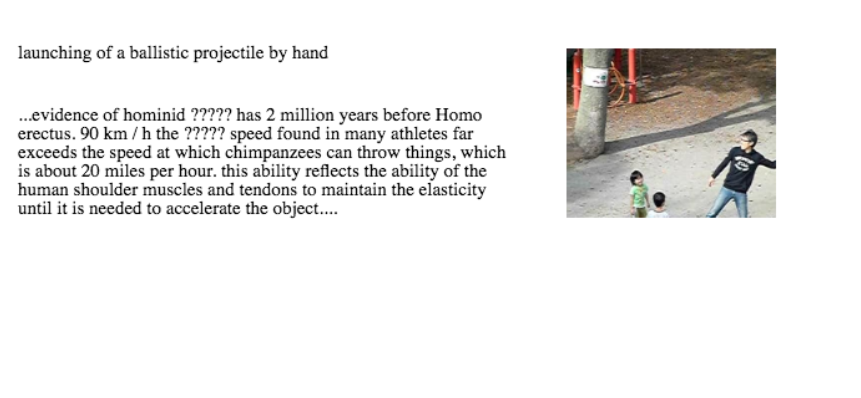 launching of a ballistic projectile by hand
...evidence of hominid ????? has 2 million years before Homo
erectus. 90 km / h the ????? speed found in many athletes far
exceeds the speed at which chimpanzees can throw things, which
is about 20 miles per hour. this ability reflects the ability of the
human shoulder muscles and tendons to maintain the elasticity
until it is needed to accelerate the object....